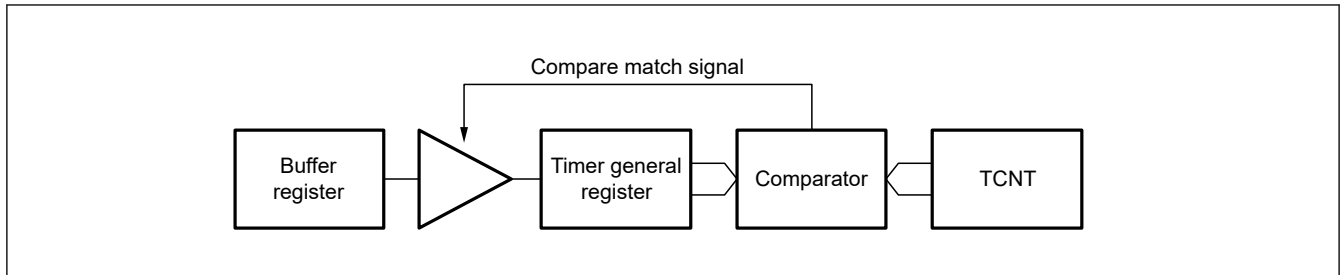 Compare match signal
Buffer
register
Timer general
register
Comparator
TCNT